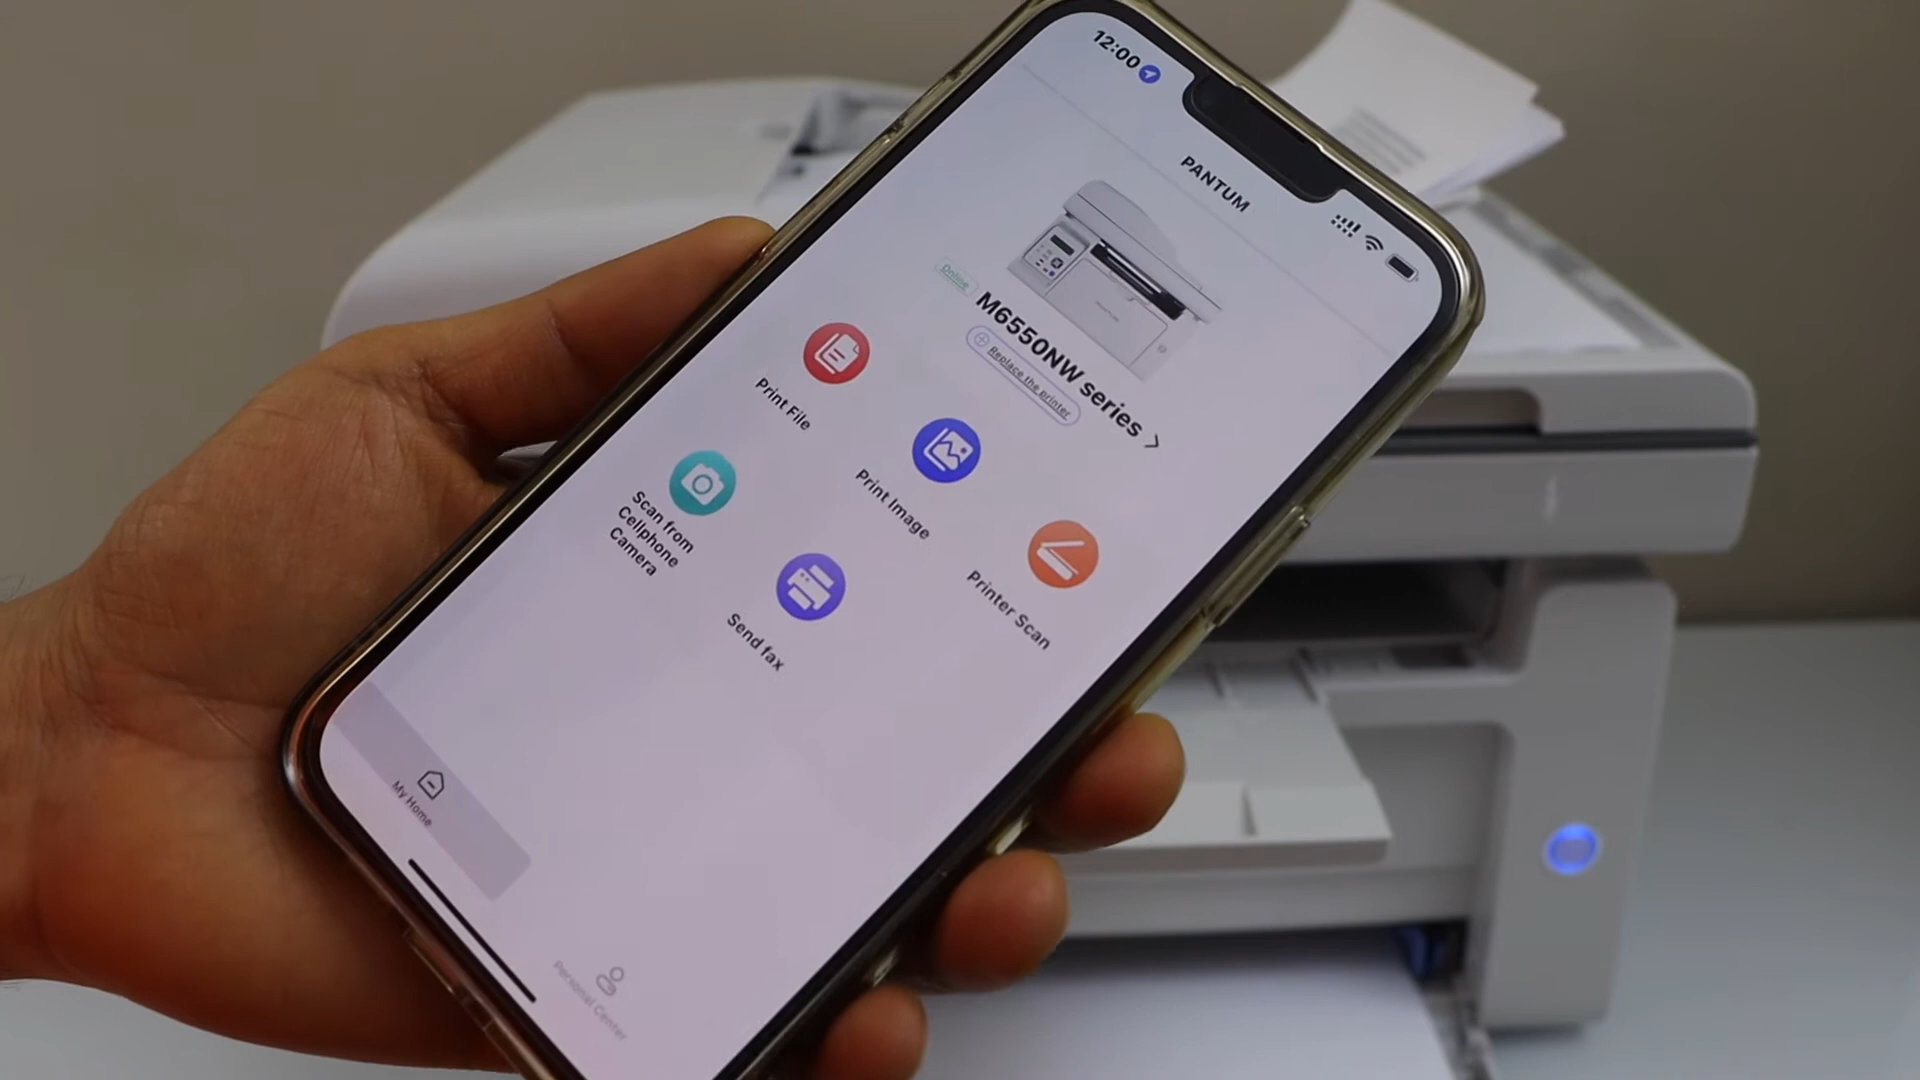 12:00
PANTUM
Online
M6550NW series
Replace the printer
Print File
Print Image
Printer Scan
Scan from
Cellphone
Camera
Send fax
My Home
Personal Center